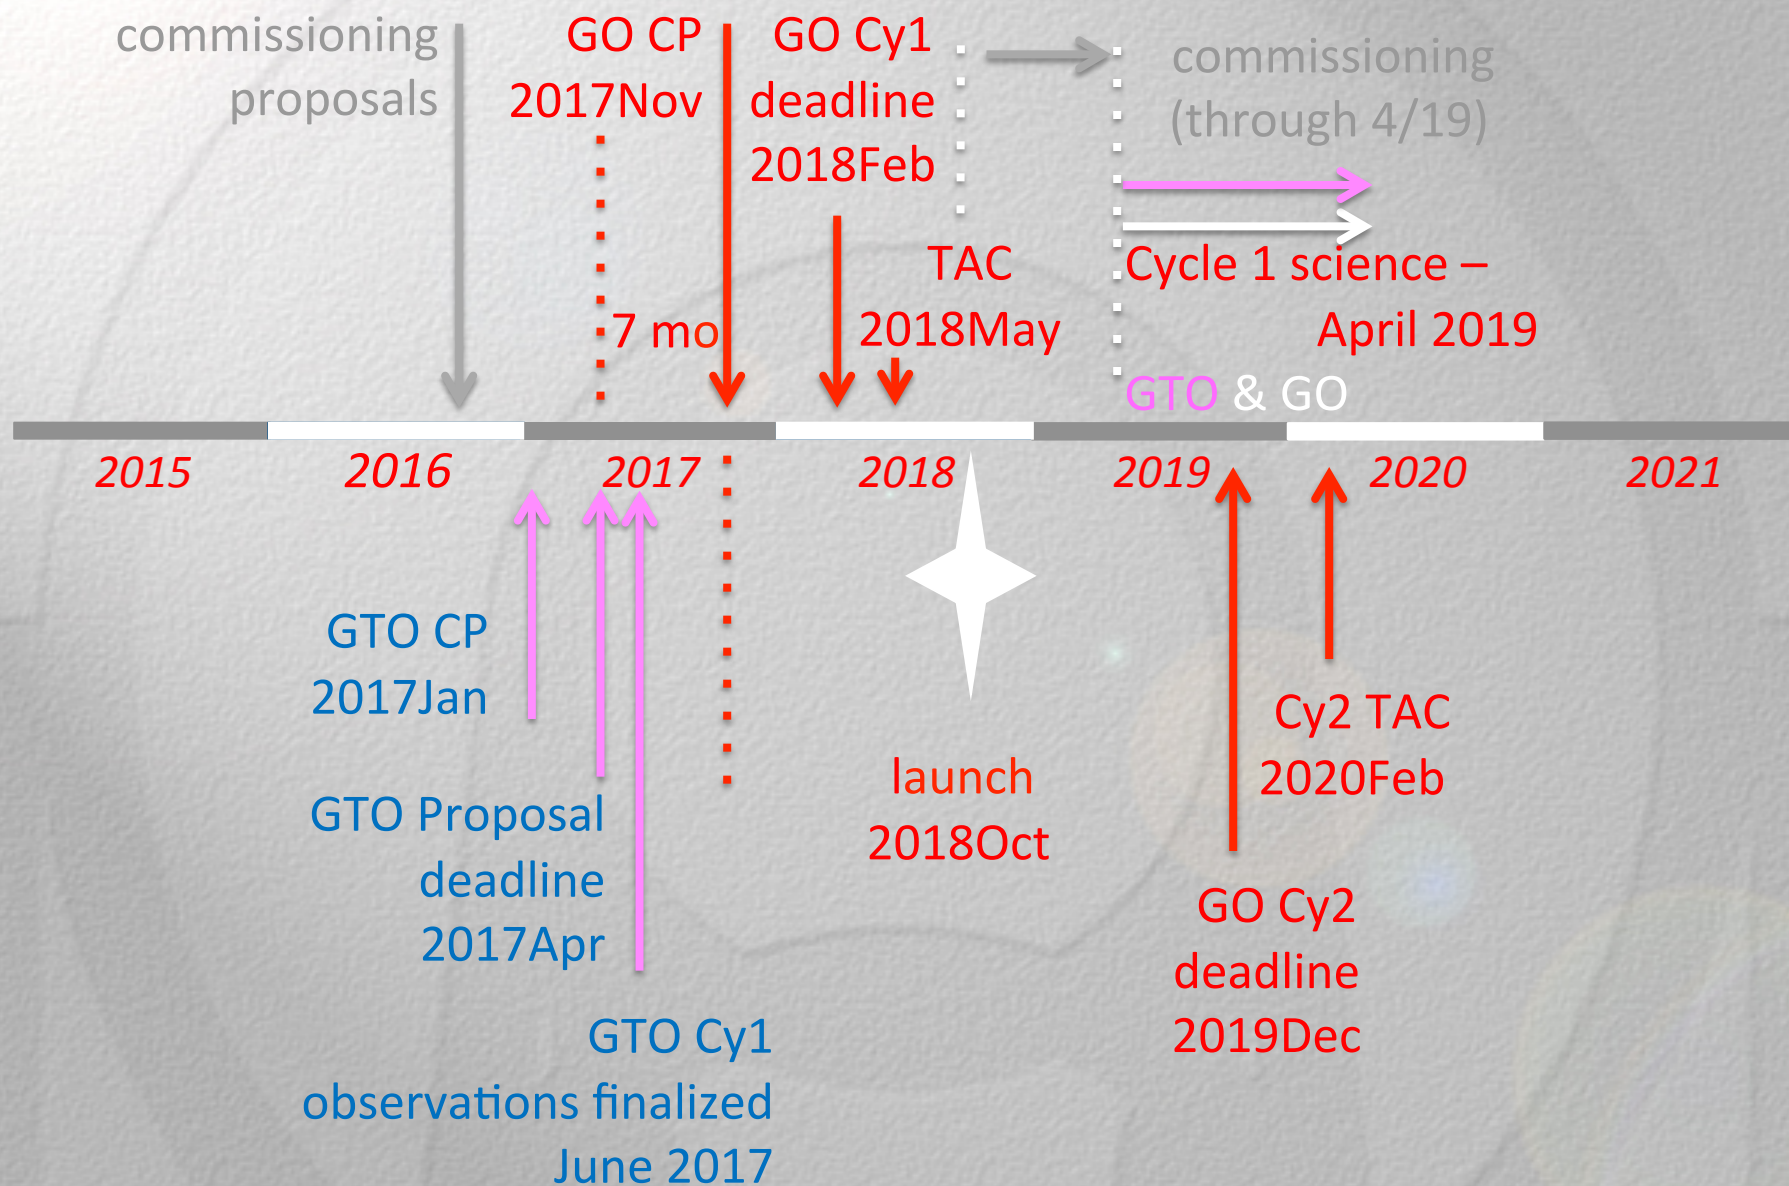 commissioning
proposals
GO CP
2017Nov
GO Cy1
deadline
2018Feb
commissioning
(through 4/19)
7 mo
TAC
2018May
Cycle 1 science –
April 2019
GTO & GO
2015
2016
2017
2018
2019
2020
2021
GTO CP
2017Jan
GTO Proposal
deadline
2017Apr
GTO Cy1
observations finalized
June 2017
launch
2018Oct
Cy2 TAC
2020Feb
GO Cy2
deadline
2019Dec